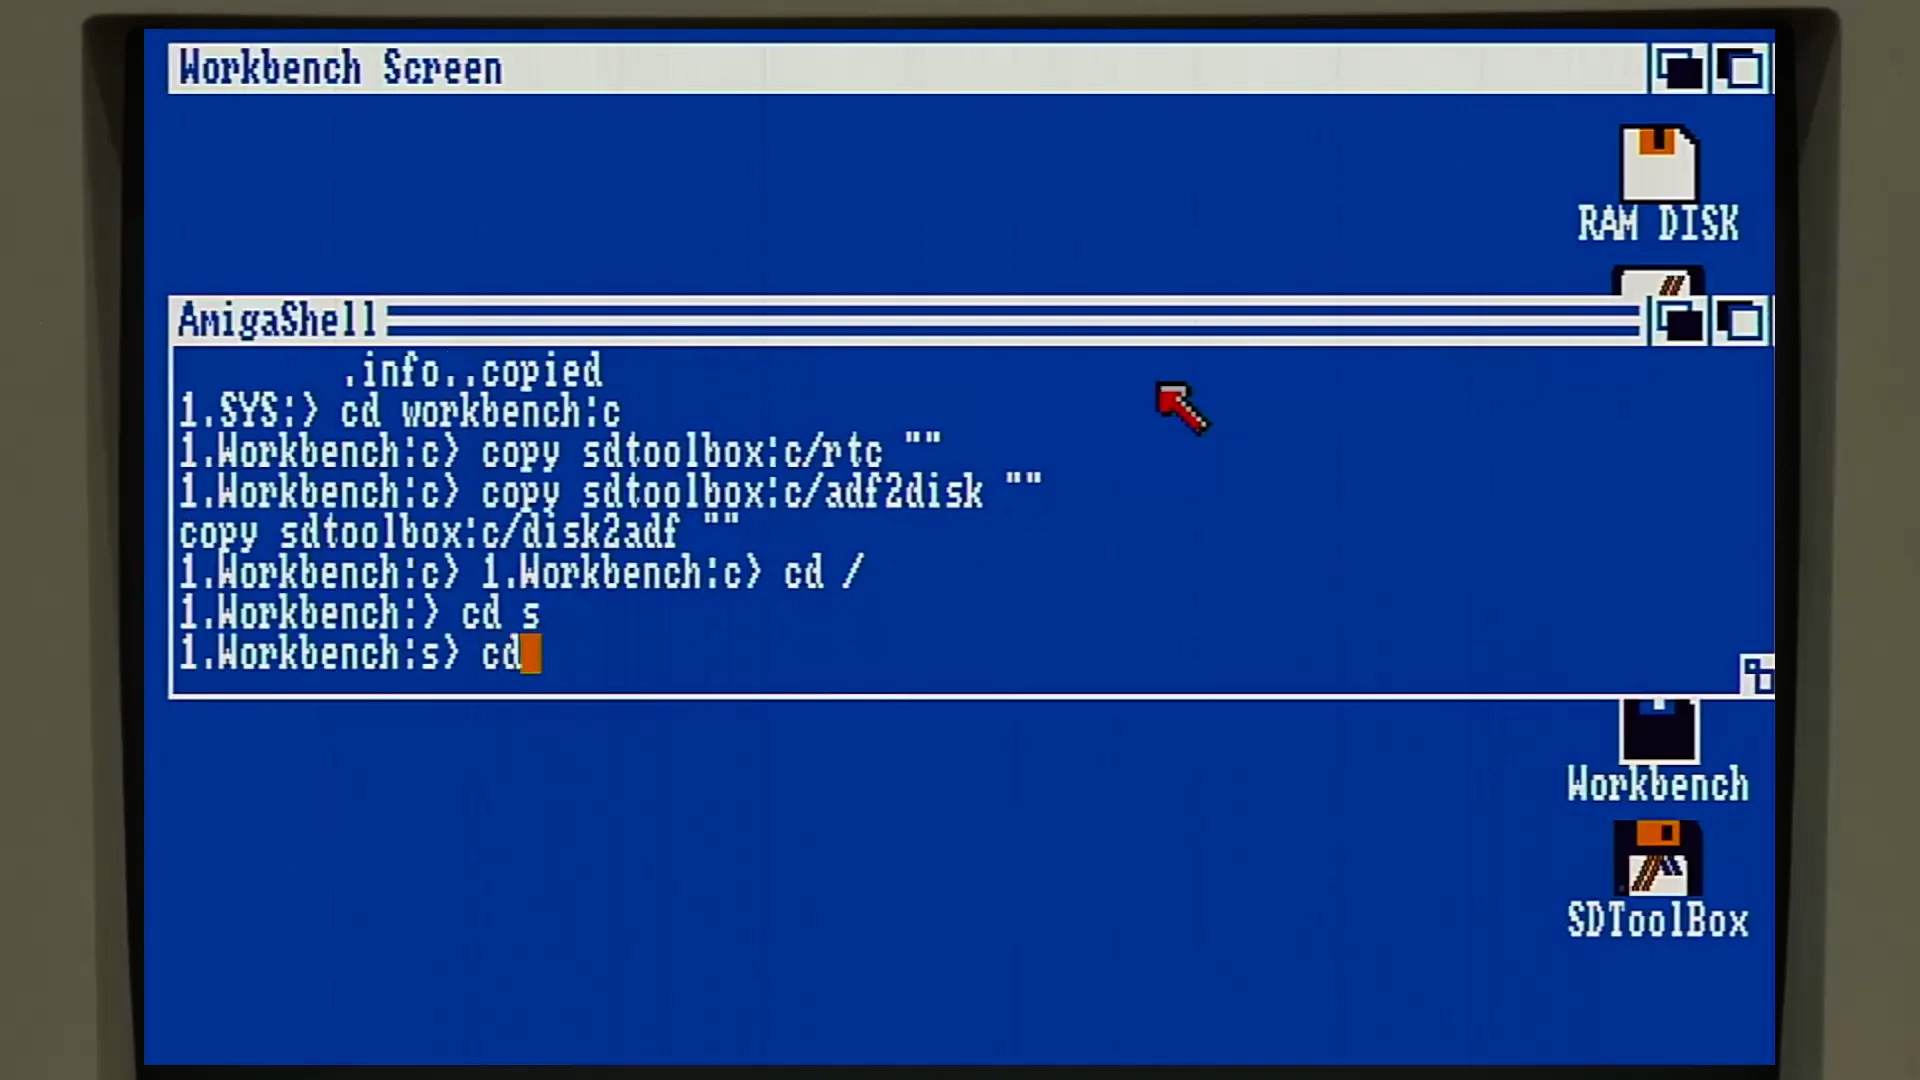 Workbench Screen
RAM DISK
AmigaShell
.info..copied
1.SYS:> cd workbench:c
1.Workbench:c> copy sdtoolbox:c/rtc ""
1.Workbench:c> copy sdtoolbox:c/adf2disk ""
copy sdtoolbox:c/disk2adf ""
1.Workbench:c> 1.Workbench:c> cd /
1.Workbench:> cd s
1.Workbench:s> cd
Workbench
SDToolBox